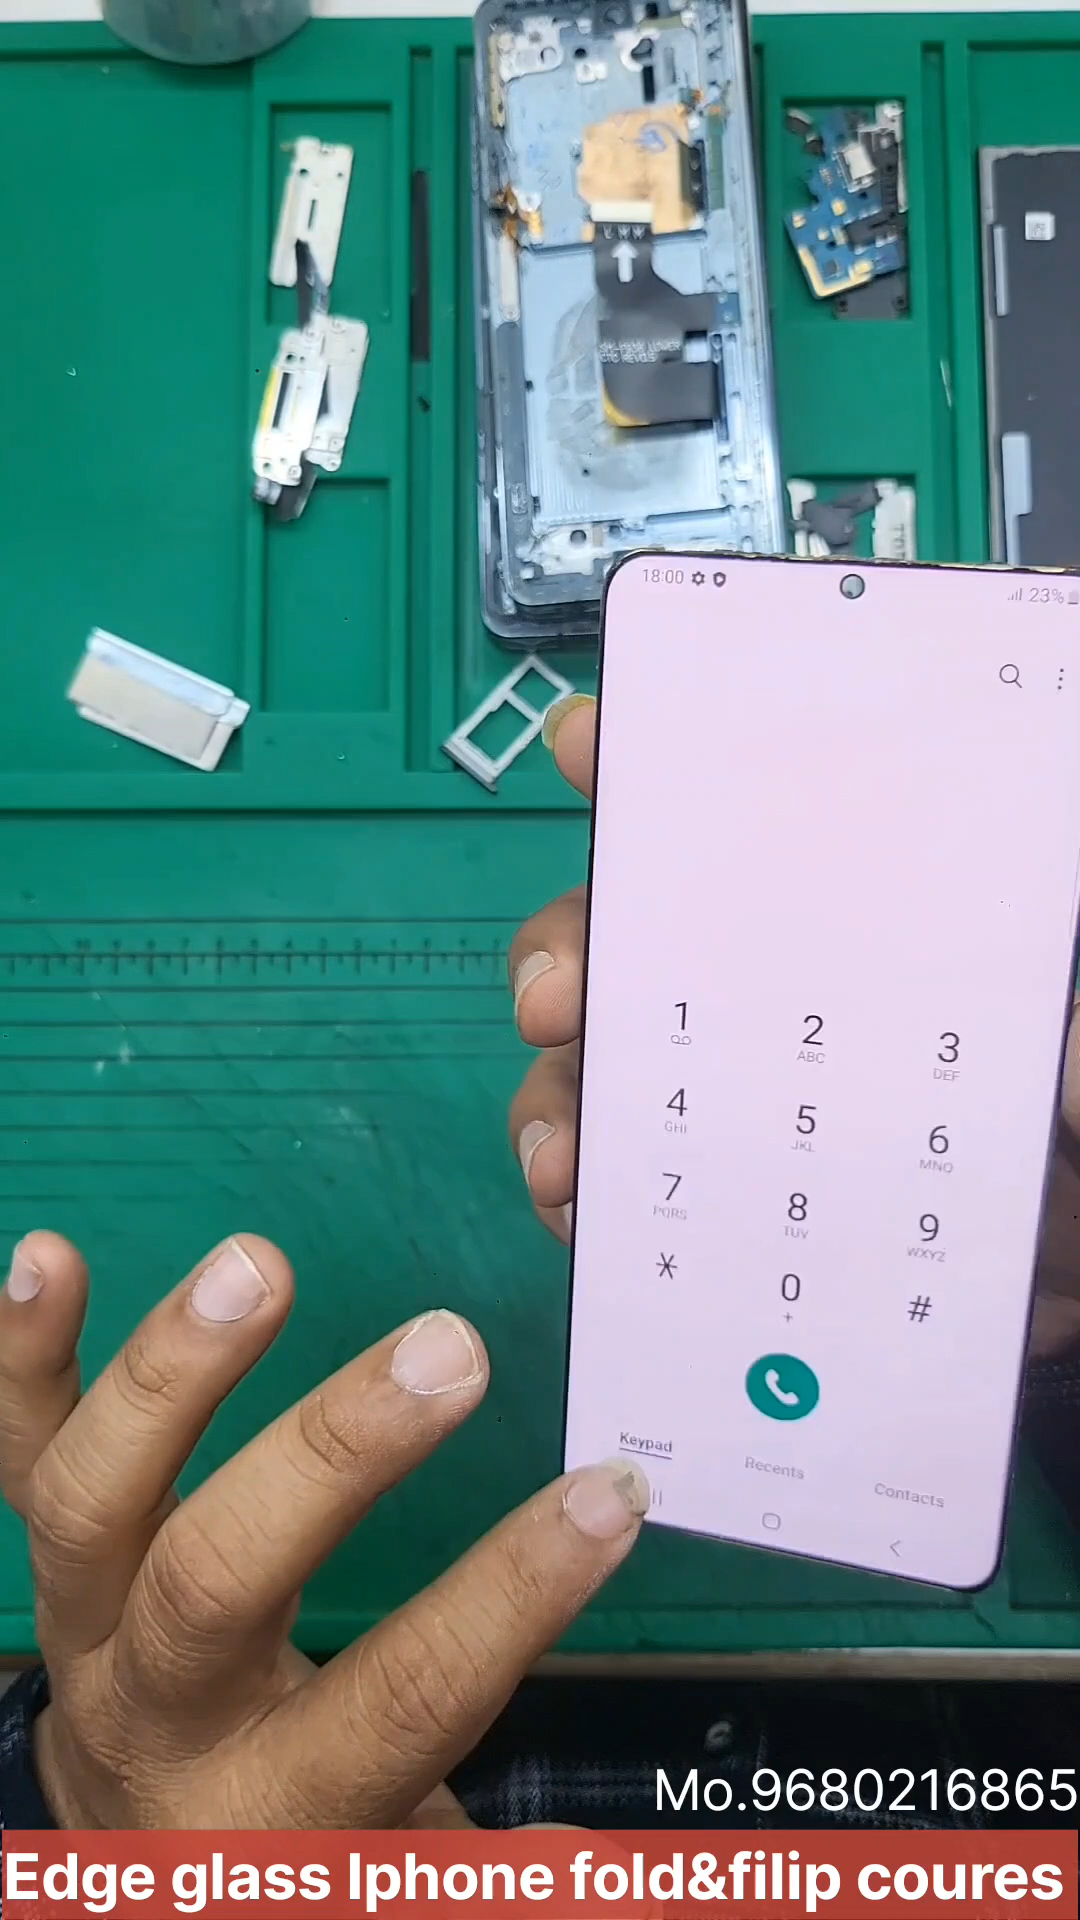 18:00
23%
1
2
ABC
3
DEF
4
GHI
5
JKL
6
MNO
7
PQRS
8
TUV
9
WXYZ
*
0
+
#
Keypad
Recents
Contacts
Mo.9680216865
Edge glass Iphone fold&filip coures